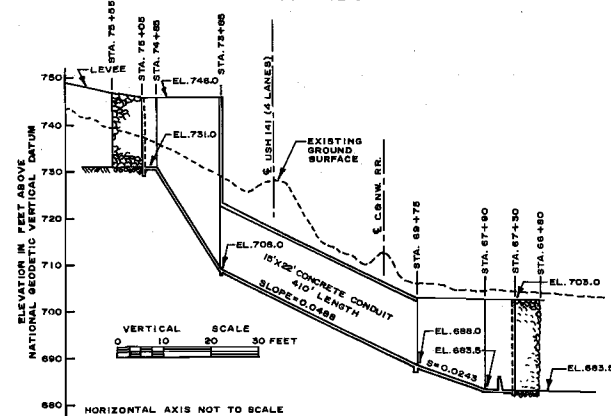 STA. 75+55
STA. 75+05
STA. 74+85
STA. 73+85
LEVEE
EL.746.0
℄ USH 141 (4 LANES)
750
740
730
720
710
700
690
680
ELEVATION IN FEET ABOVE
NATIONAL GEODETIC VERTICAL DATUM
EL.731.0
EXISTING
GROUND
SURFACE
℄ C&NW. RR.
STA. 69+75
STA. 67+90
STA. 67+30
STA. 66+80
EL.708.0
15'X22' CONCRETE CONDUIT
410' LENGTH
SLOPE=0.0488
EL.703.0
EL.688.0
EL.683.5
S=0.0243
EL.683.5
VERTICAL SCALE
0 10 20 30 FEET
HORIZONTAL AXIS NOT TO SCALE